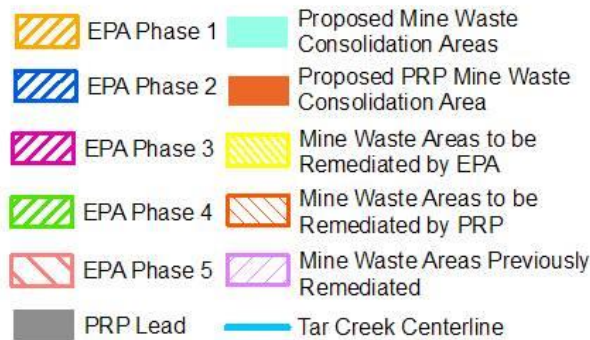 EPA Phase 1
EPA Phase 2
EPA Phase 3
EPA Phase 4
EPA Phase 5
PRP Lead
Proposed Mine Waste
Consolidation Areas
Proposed PRP Mine Waste
Consolidation Area
Mine Waste Areas to be
Remediated by EPA
Mine Waste Areas to be
Remediated by PRP
Mine Waste Areas Previously
Remediated
Tar Creek Centerline